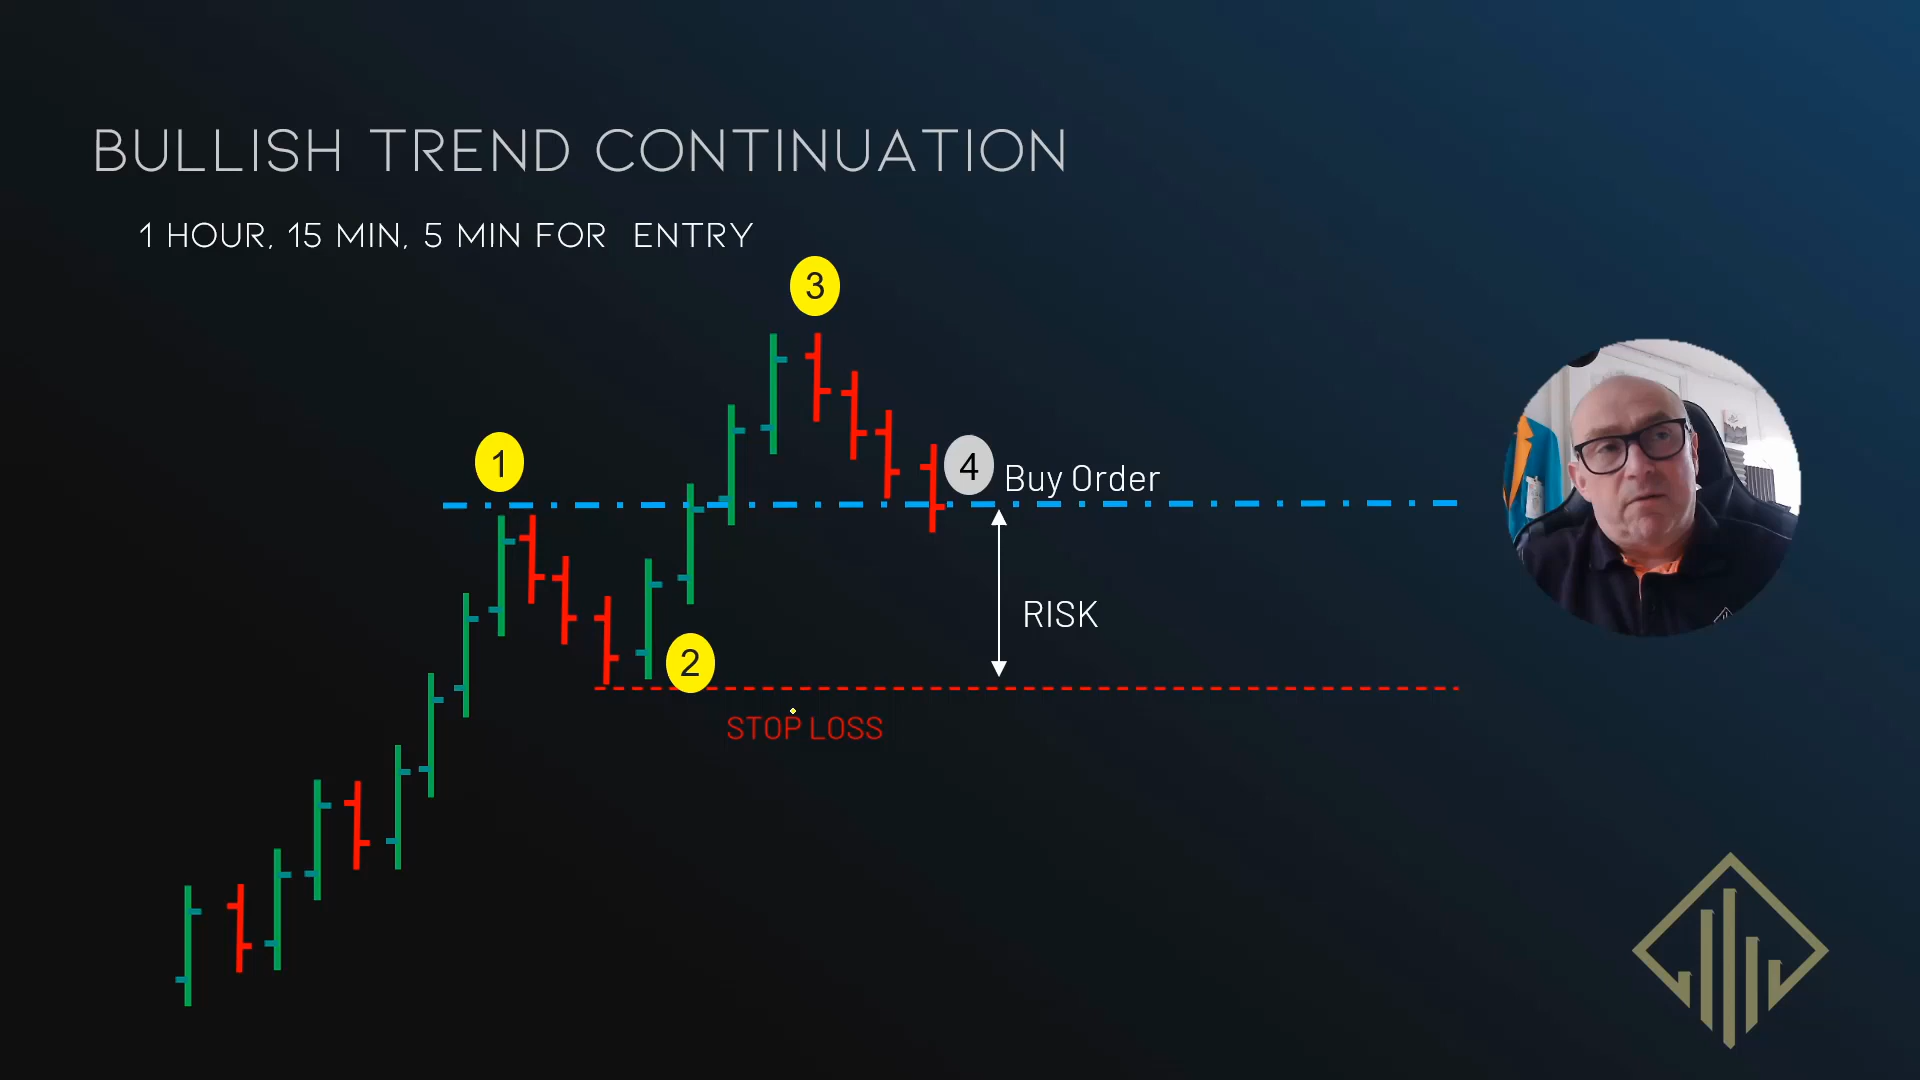 BULLISH TREND CONTINUATION
1 HOUR, 15 MIN, 5 MIN FOR ENTRY
3
1
4
Buy Order
RISK
2
STOP LOSS